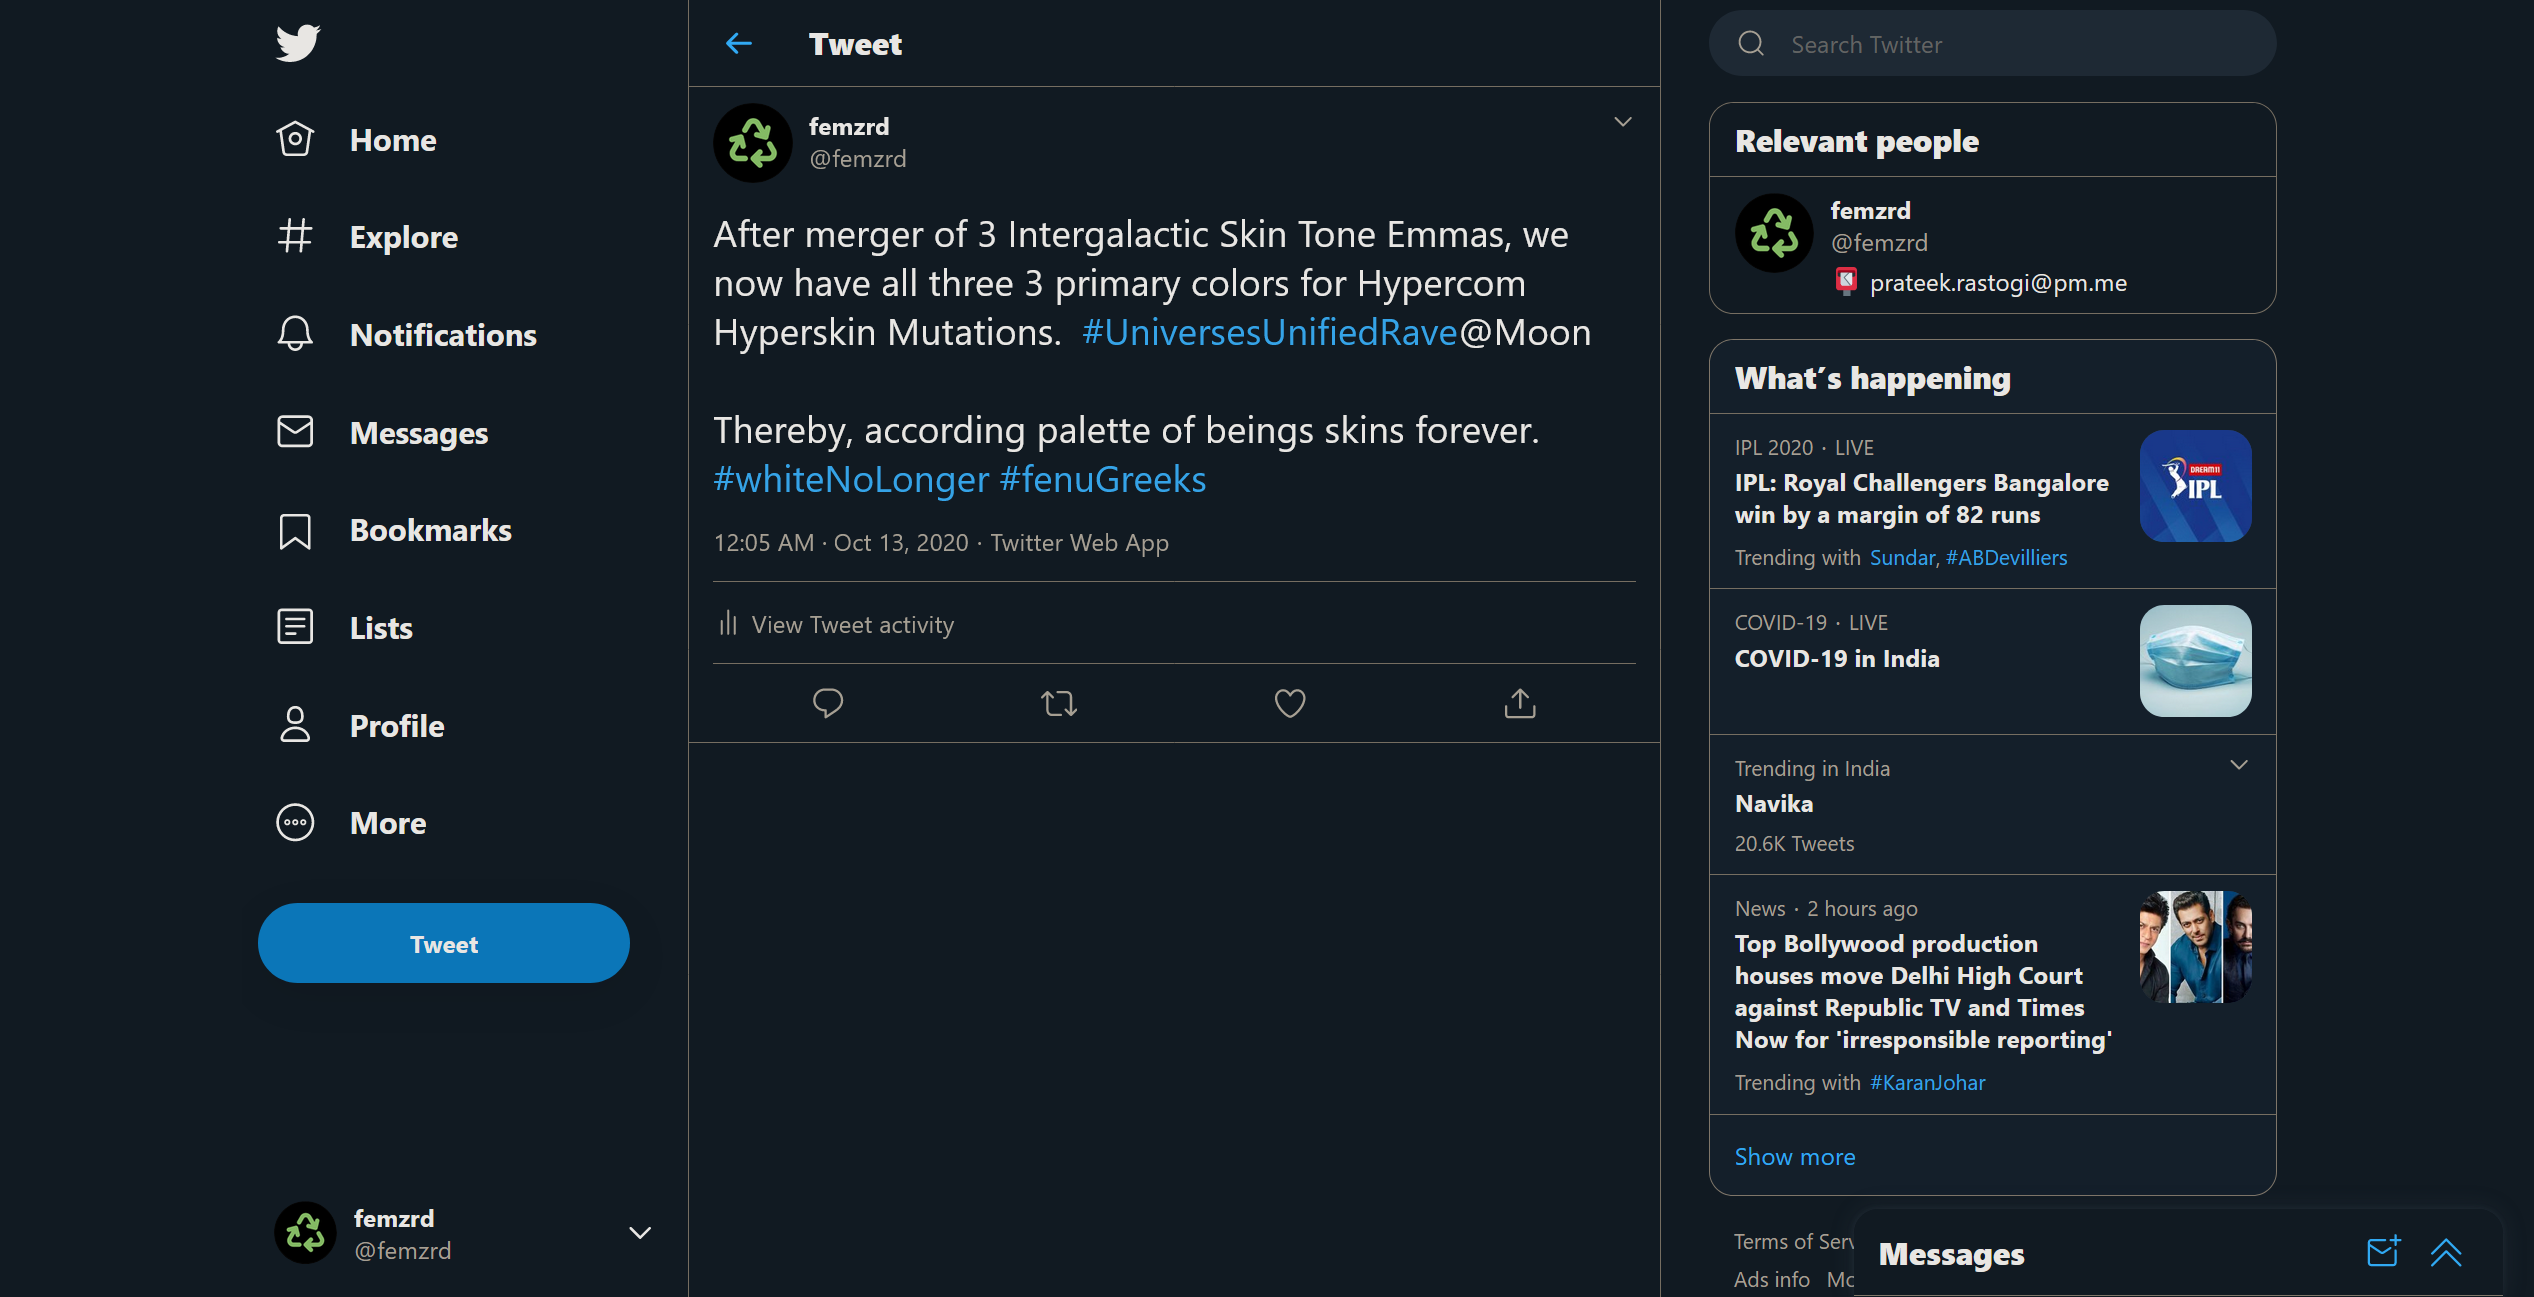 Home
Explore
Notifications
Messages
Bookmarks
Lists
Profile
More
Tweet
femzrd
@femzrd
Tweet
femzrd
@femzrd
After merger of 3 Intergalactic Skin Tone Emmas, we
now have all three 3 primary colors for Hypercom
Hyperskin Mutations. #UniversesUnifiedRave@Moon
Thereby, according palette of beings skins forever.
#whiteNoLonger #fenuGreeks
12:05 AM · Oct 13, 2020 · Twitter Web App
View Tweet activity
Search Twitter
Relevant people
femzrd
@femzrd
prateek.rastogi@pm.me
What's happening
IPL 2020 · LIVE
IPL: Royal Challengers Bangalore
win by a margin of 82 runs
Trending with Sundar, #ABDevilliers
DREAM11
IPL
COVID-19 · LIVE
COVID-19 in India
Trending in India
Navika
20.6K Tweets
News · 2 hours ago
Top Bollywood production
houses move Delhi High Court
against Republic TV and Times
Now for 'irresponsible reporting'
Trending with #KaranJohar
Show more
Terms of Serv
Ads info Mo
Messages